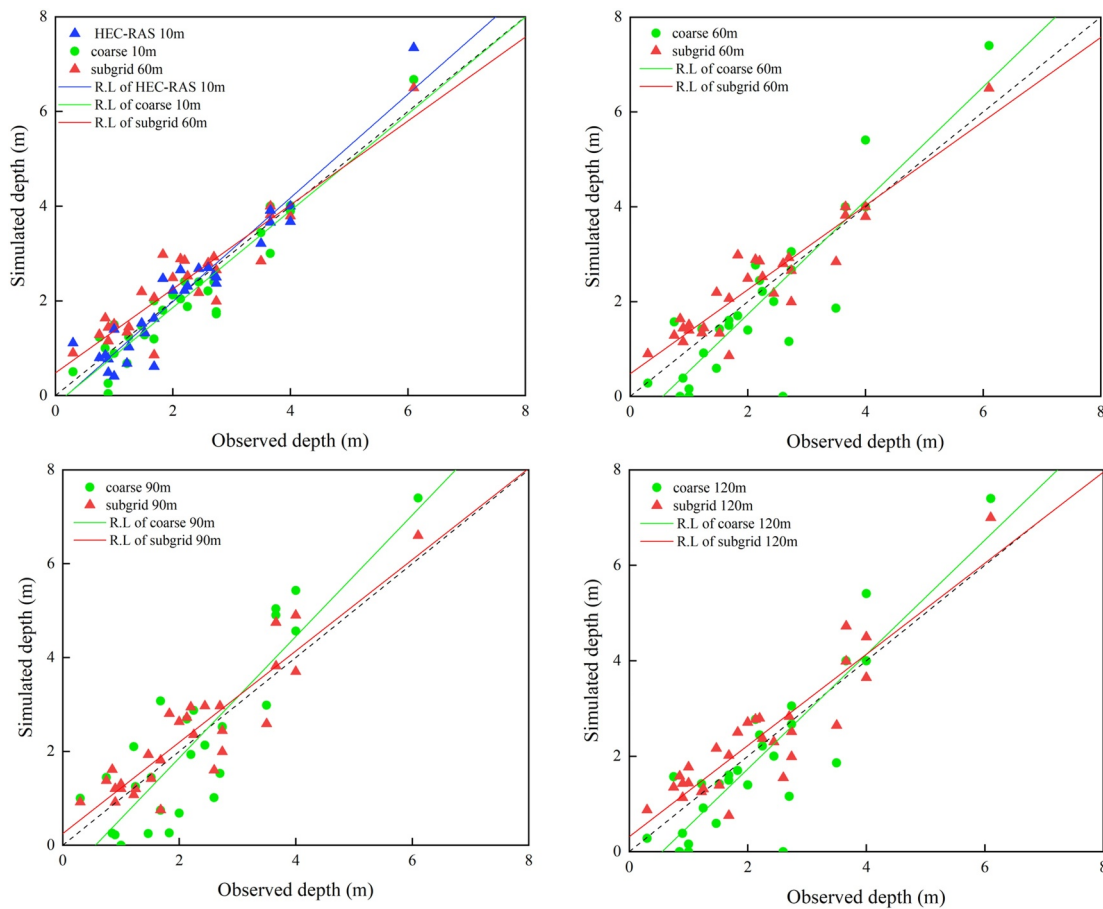 8
6
4
2
0
Simulated depth (m)
HEC-RAS 10m
coarse 10m
subgrid 60m
R.L of HEC-RAS 10m
R.L of coarse 10m
R.L of subgrid 60m
0 2 4 6 8
Observed depth (m)
8
6
4
2
0
Simulated depth (m)
coarse 60m
subgrid 60m
R.L of coarse 60m
R.L of subgrid 60m
0 2 4 6 8
Observed depth (m)
8
6
4
2
0
Simulated depth (m)
coarse 90m
subgrid 90m
R.L of coarse 90m
R.L of subgrid 90m
0 2 4 6 8
Observed depth (m)
8
6
4
2
0
Simulated depth (m)
coarse 120m
subgrid 120m
R.L of coarse 120m
R.L of subgrid 120m
0 2 4 6 8
Observed depth (m)